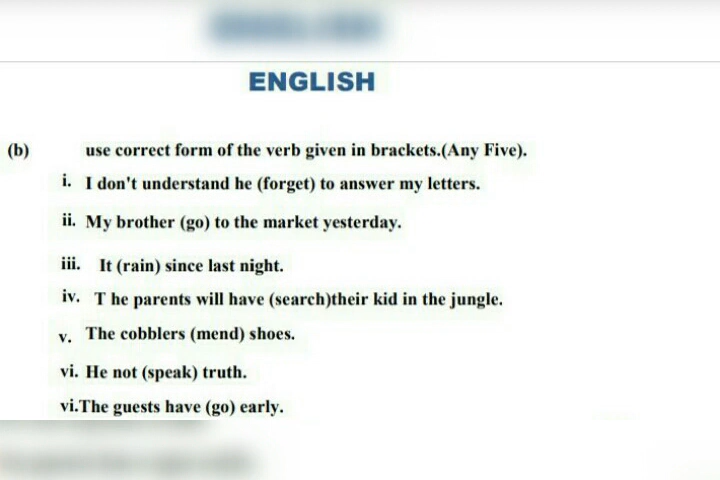 ENGLISH
(b) use correct form of the verb given in brackets.(Any Five).
i. I don't understand he (forget) to answer my letters.
ii. My brother (go) to the market yesterday.
iii. It (rain) since last night.
iv. T he parents will have (search)their kid in the jungle.
v. The cobblers (mend) shoes.
vi. He not (speak) truth.
vi.The guests have (go) early.